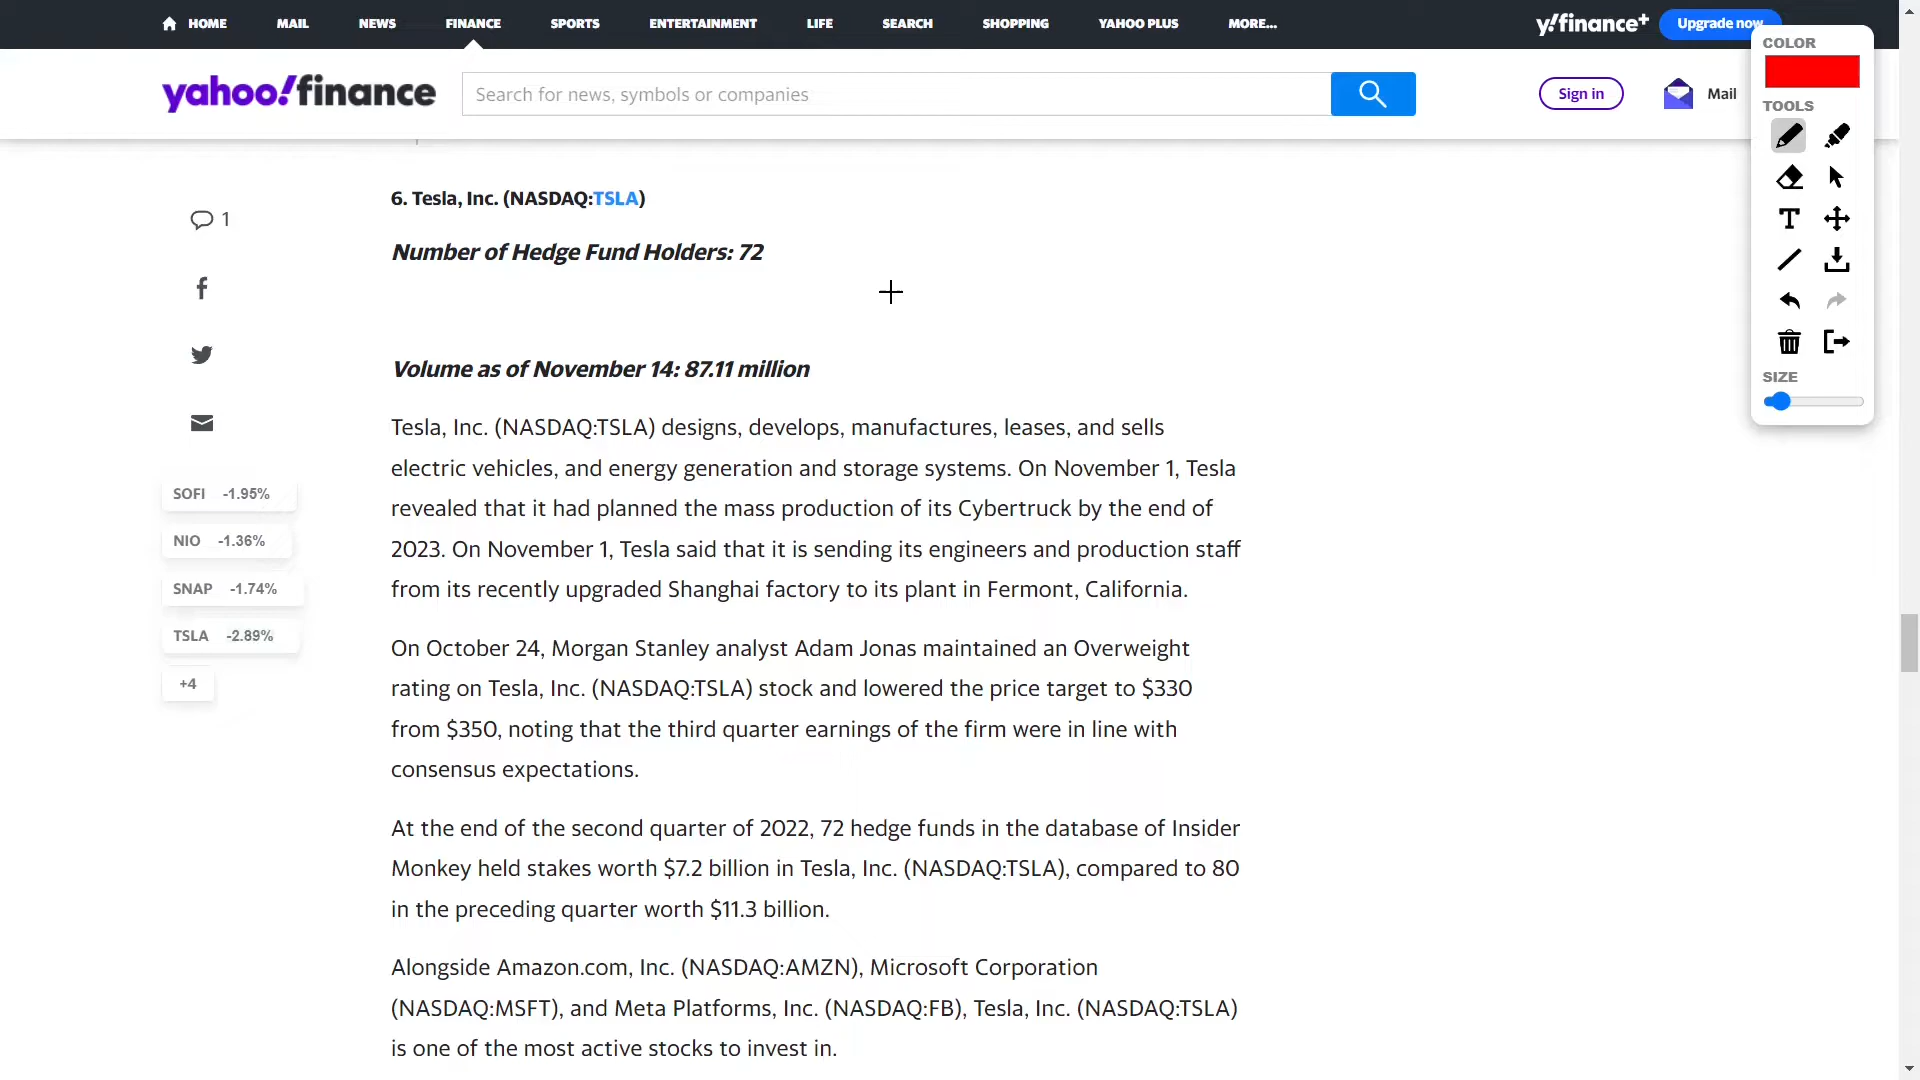 HOME MAIL NEWS FINANCE SPORTS ENTERTAINMENT LIFE SEARCH SHOPPING YAHOO PLUS MORE... y!finance+ Upgrade now
COLOR
yahoo!finance Search for news, symbols or companies Sign in Mail
TOOLS
T
SIZE
6. Tesla, Inc. (NASDAQ:TSLA)
1
Number of Hedge Fund Holders: 72
Volume as of November 14: 87.11 million
Tesla, Inc. (NASDAQ:TSLA) designs, develops, manufactures, leases, and sells
electric vehicles, and energy generation and storage systems. On November 1, Tesla
revealed that it had planned the mass production of its Cybertruck by the end of
2023. On November 1, Tesla said that it is sending its engineers and production staff
from its recently upgraded Shanghai factory to its plant in Fermont, California.
SOFI -1.95%
NIO -1.36%
SNAP -1.74%
TSLA -2.89%
+4
On October 24, Morgan Stanley analyst Adam Jonas maintained an Overweight
rating on Tesla, Inc. (NASDAQ:TSLA) stock and lowered the price target to $330
from $350, noting that the third quarter earnings of the firm were in line with
consensus expectations.
At the end of the second quarter of 2022, 72 hedge funds in the database of Insider
Monkey held stakes worth $7.2 billion in Tesla, Inc. (NASDAQ:TSLA), compared to 80
in the preceding quarter worth $11.3 billion.
Alongside Amazon.com, Inc. (NASDAQ:AMZN), Microsoft Corporation
(NASDAQ:MSFT), and Meta Platforms, Inc. (NASDAQ:FB), Tesla, Inc. (NASDAQ:TSLA)
is one of the most active stocks to invest in.